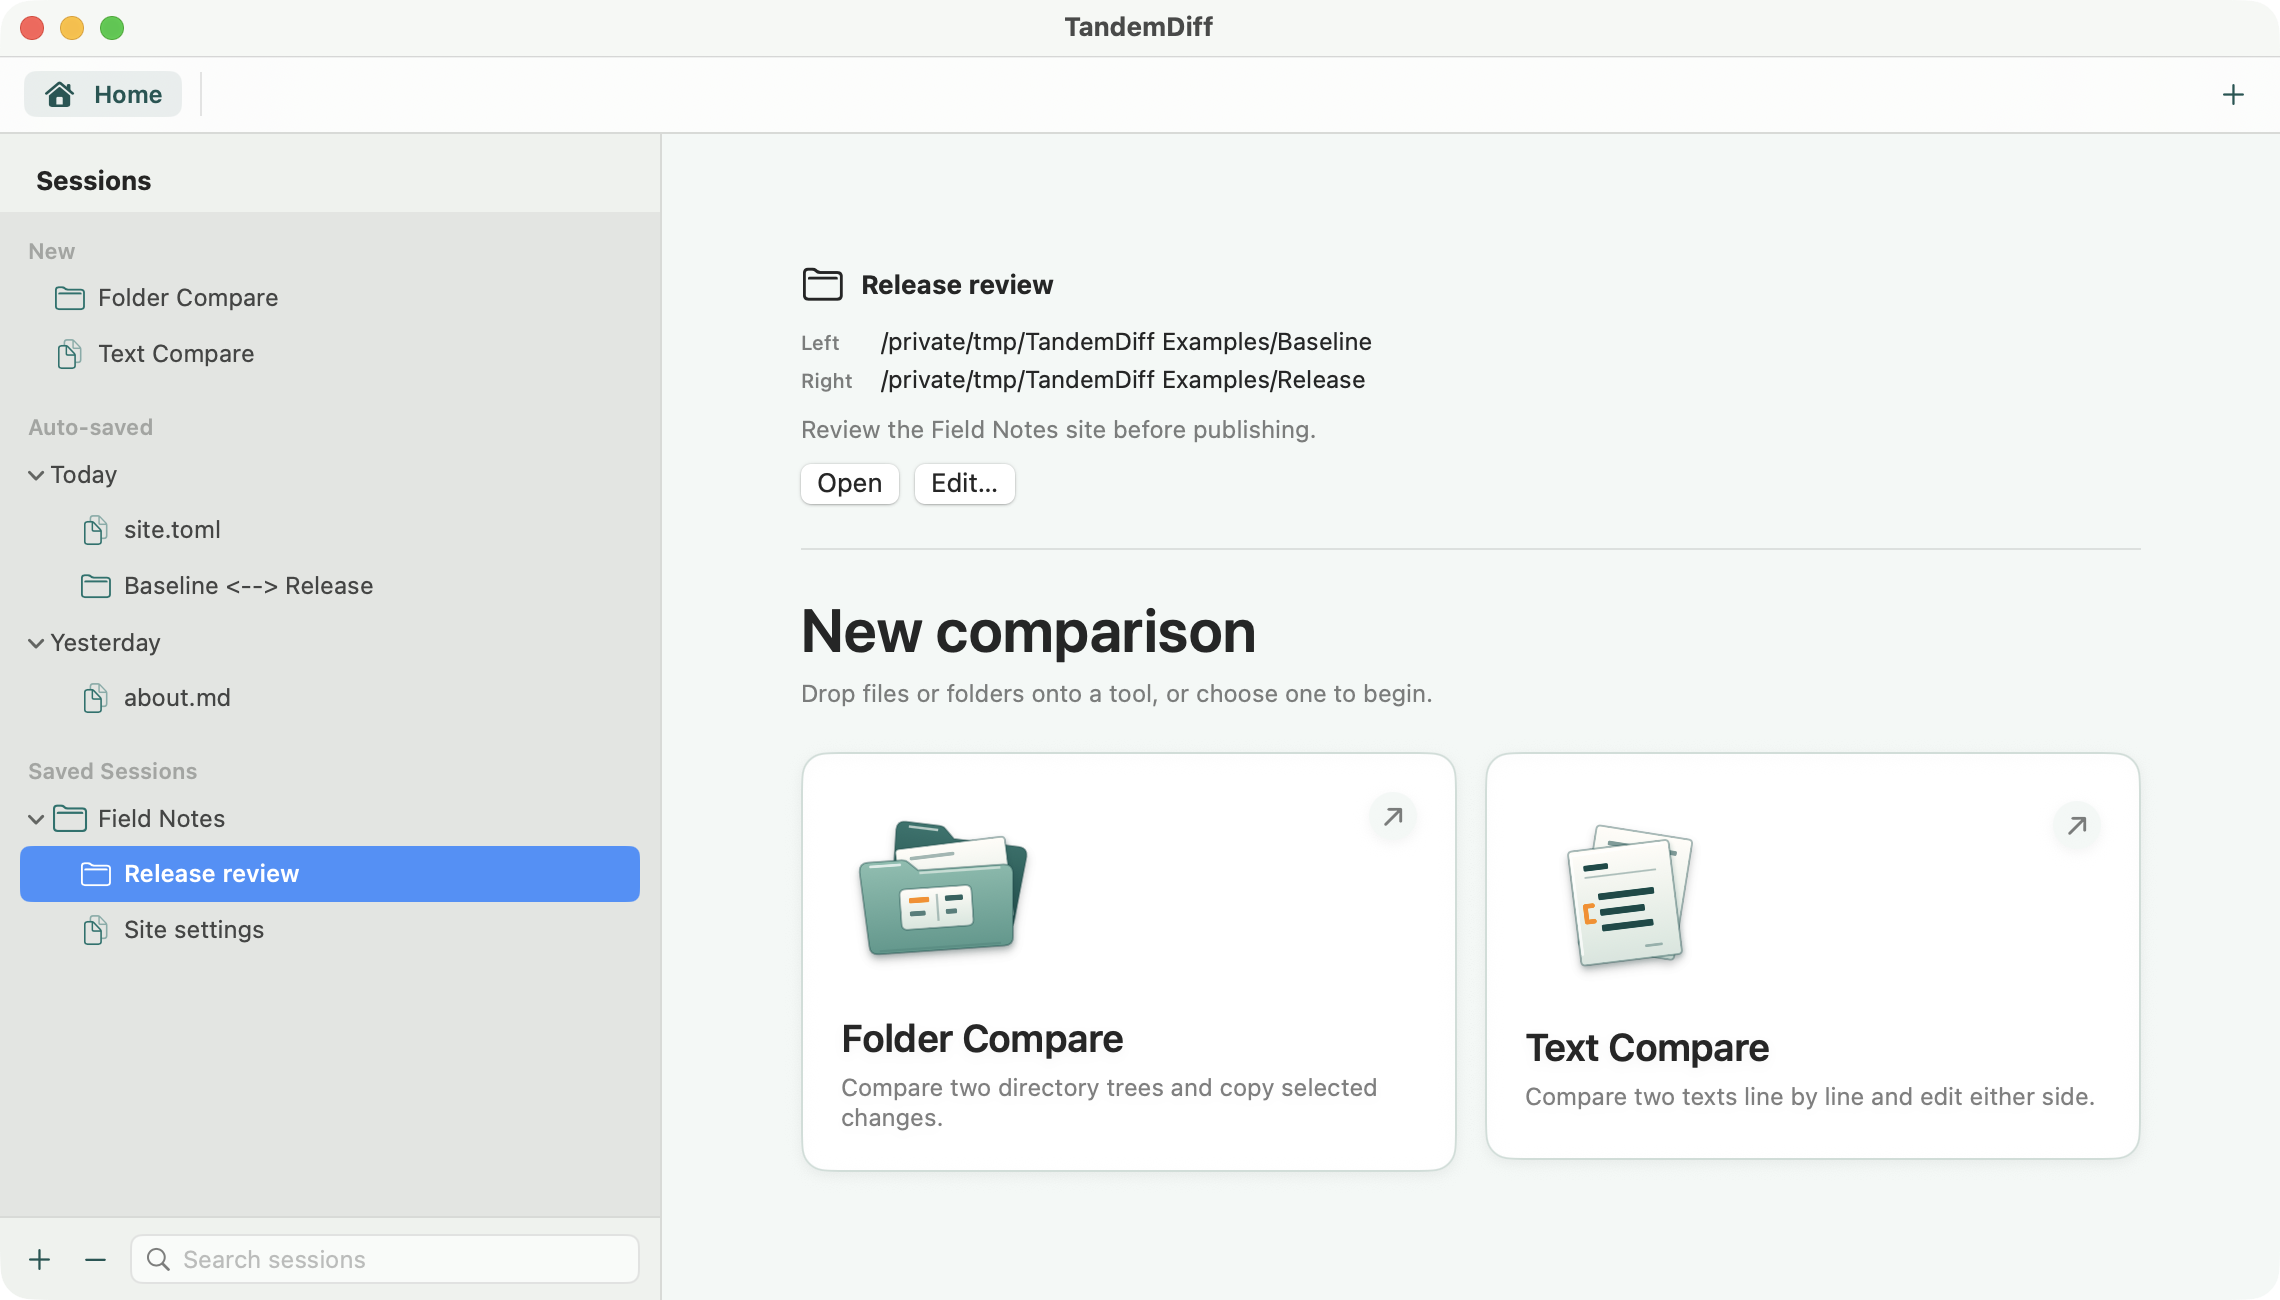 TandemDiff
Home
Sessions
New
Folder Compare
Text Compare
Auto-saved
Today
site.toml
Baseline <--> Release
Yesterday
about.md
Saved Sessions
Field Notes
Release review
Site settings
Search sessions
Release review
Left /private/tmp/TandemDiff Examples/Baseline
Right /private/tmp/TandemDiff Examples/Release
Review the Field Notes site before publishing.
Open Edit...
New comparison
Drop files or folders onto a tool, or choose one to begin.
Folder Compare
Compare two directory trees and copy selected
changes.
Text Compare
Compare two texts line by line and edit either side.